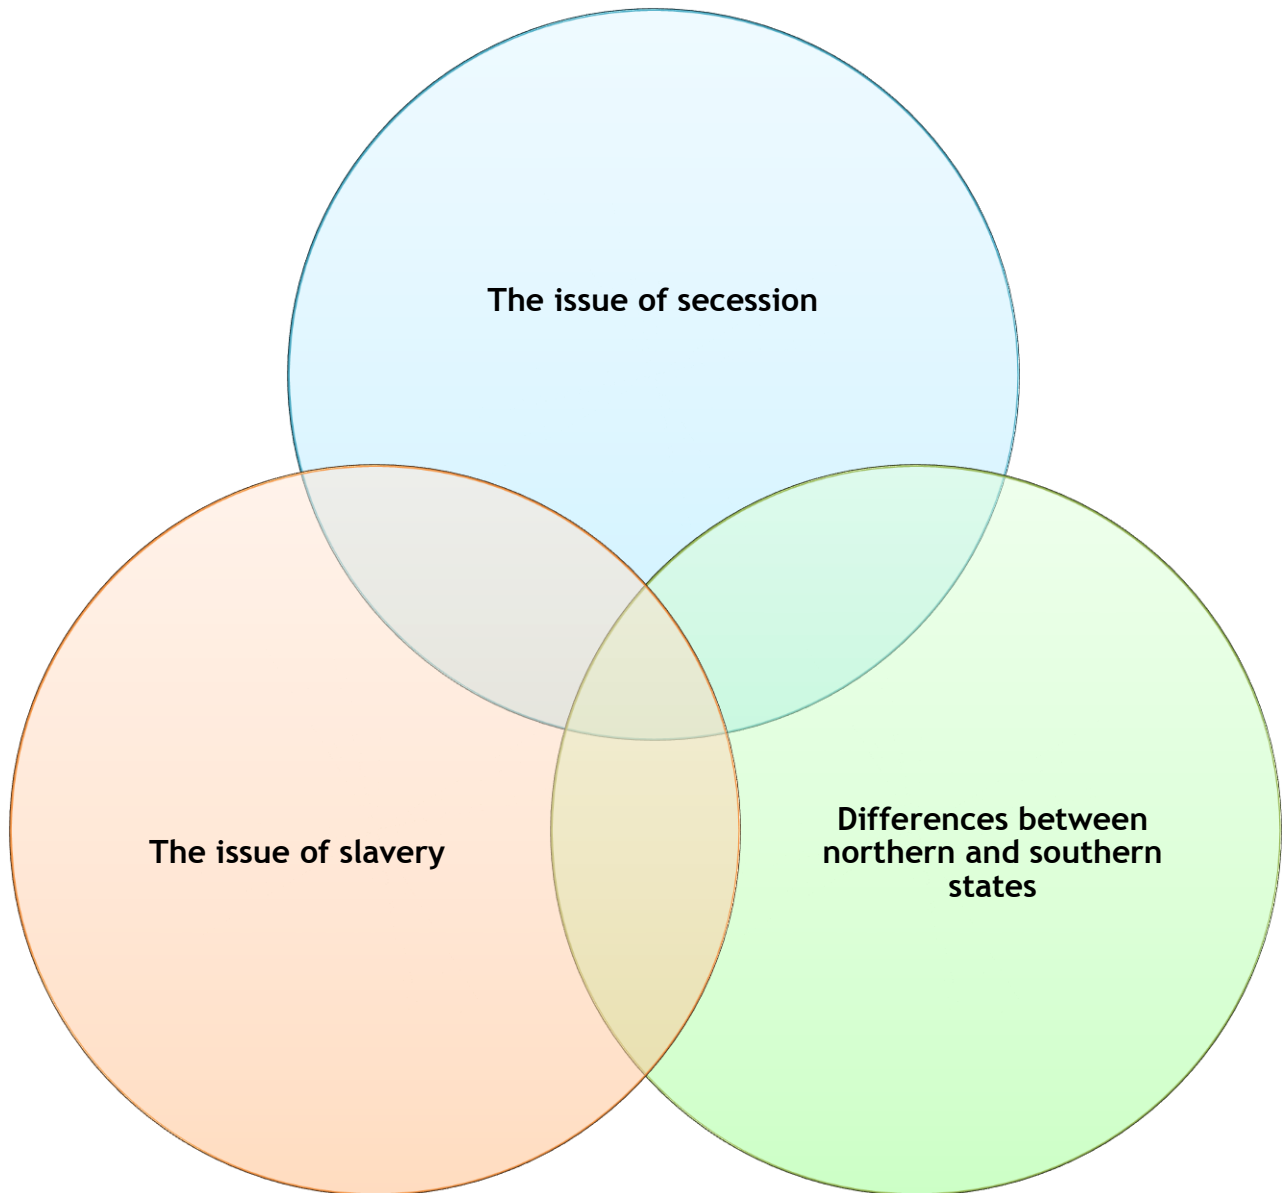 The issue of secession
The issue of slavery
Differences between
northern and southern
states